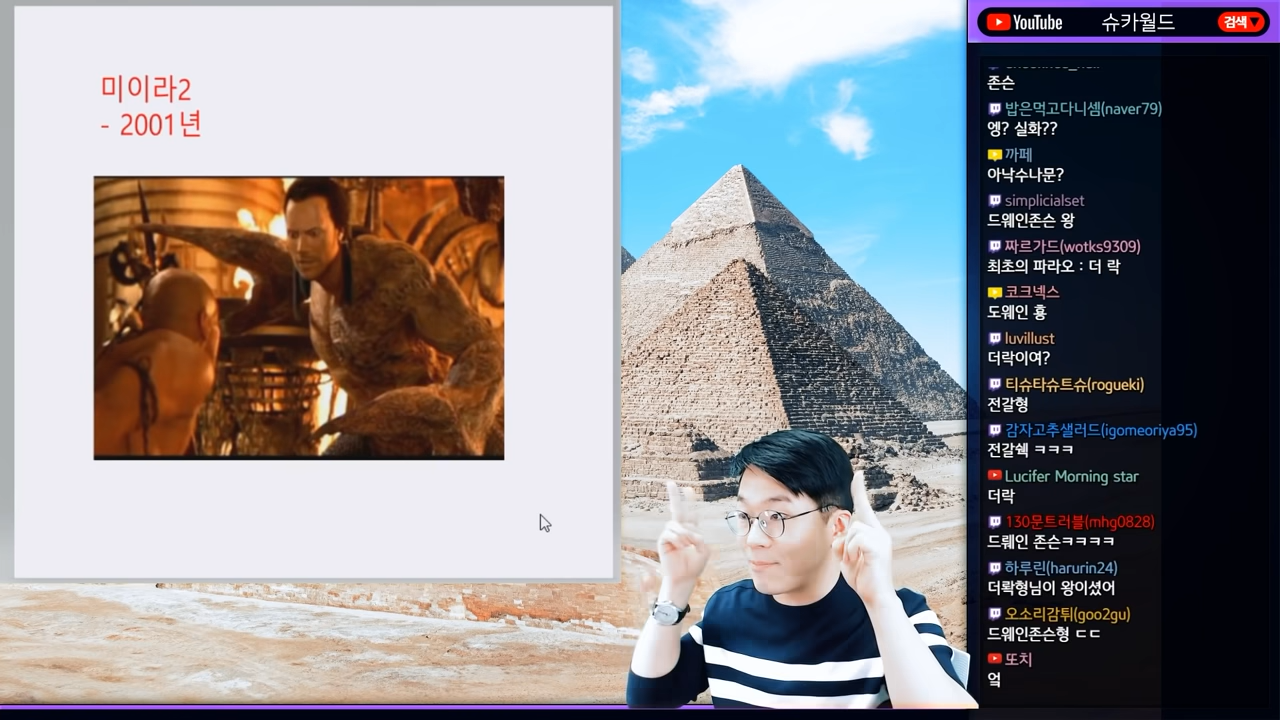 미이라2
- 2001년
YouTube
슈카월드
검색▼
존슨
밥은먹고다니셈(naver79)
엥? 실화??
까페
아낙수나문?
simplicialset
드웨인존슨 왕
짜르가드(wotks9309)
최초의 파라오 : 더 락
코크넥스
도웨인 흉
luvillust
더락이여?
티슈타슈트슈(rogueki)
전갈형
감자고추샐러드(igomeoriya95)
전갈쉑 ㅋㅋㅋ
Lucifer Morning star
더락
130문트러블(mhg0828)
드뤠인 존슨ㅋㅋㅋㅋ
하루린(harurin24)
더롹형님이 왕이셨어
오소리감튀(goo2gu)
드웨인존슨형 ㄷㄷ
또치
엌